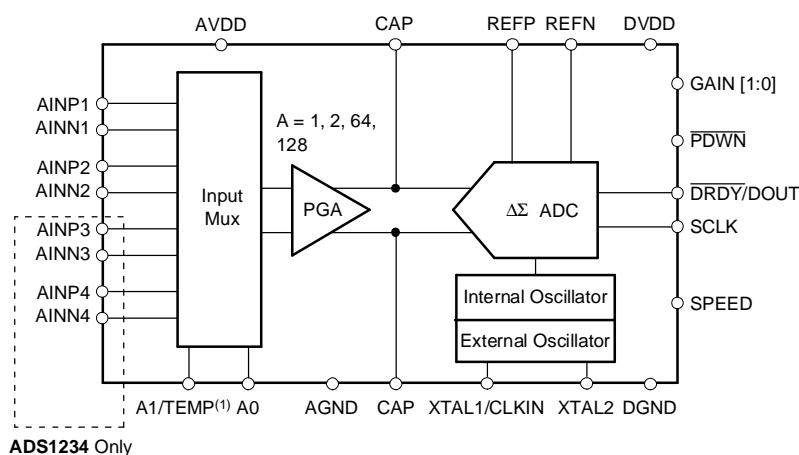 AVDD CAP REFP REFN DVDD
AINP1
AINN1
AINP2
AINN2
AINP3
AINN3
AINP4
AINN4
Input
Mux
A = 1, 2, 64,
128
PGA
ΔΣ ADC
Internal Oscillator
External Oscillator
GAIN [1:0]
PDWN
DRDY/DOUT
SCLK
SPEED
A1/TEMP(1) A0 AGND CAP XTAL1/CLKIN XTAL2 DGND
ADS1234 Only